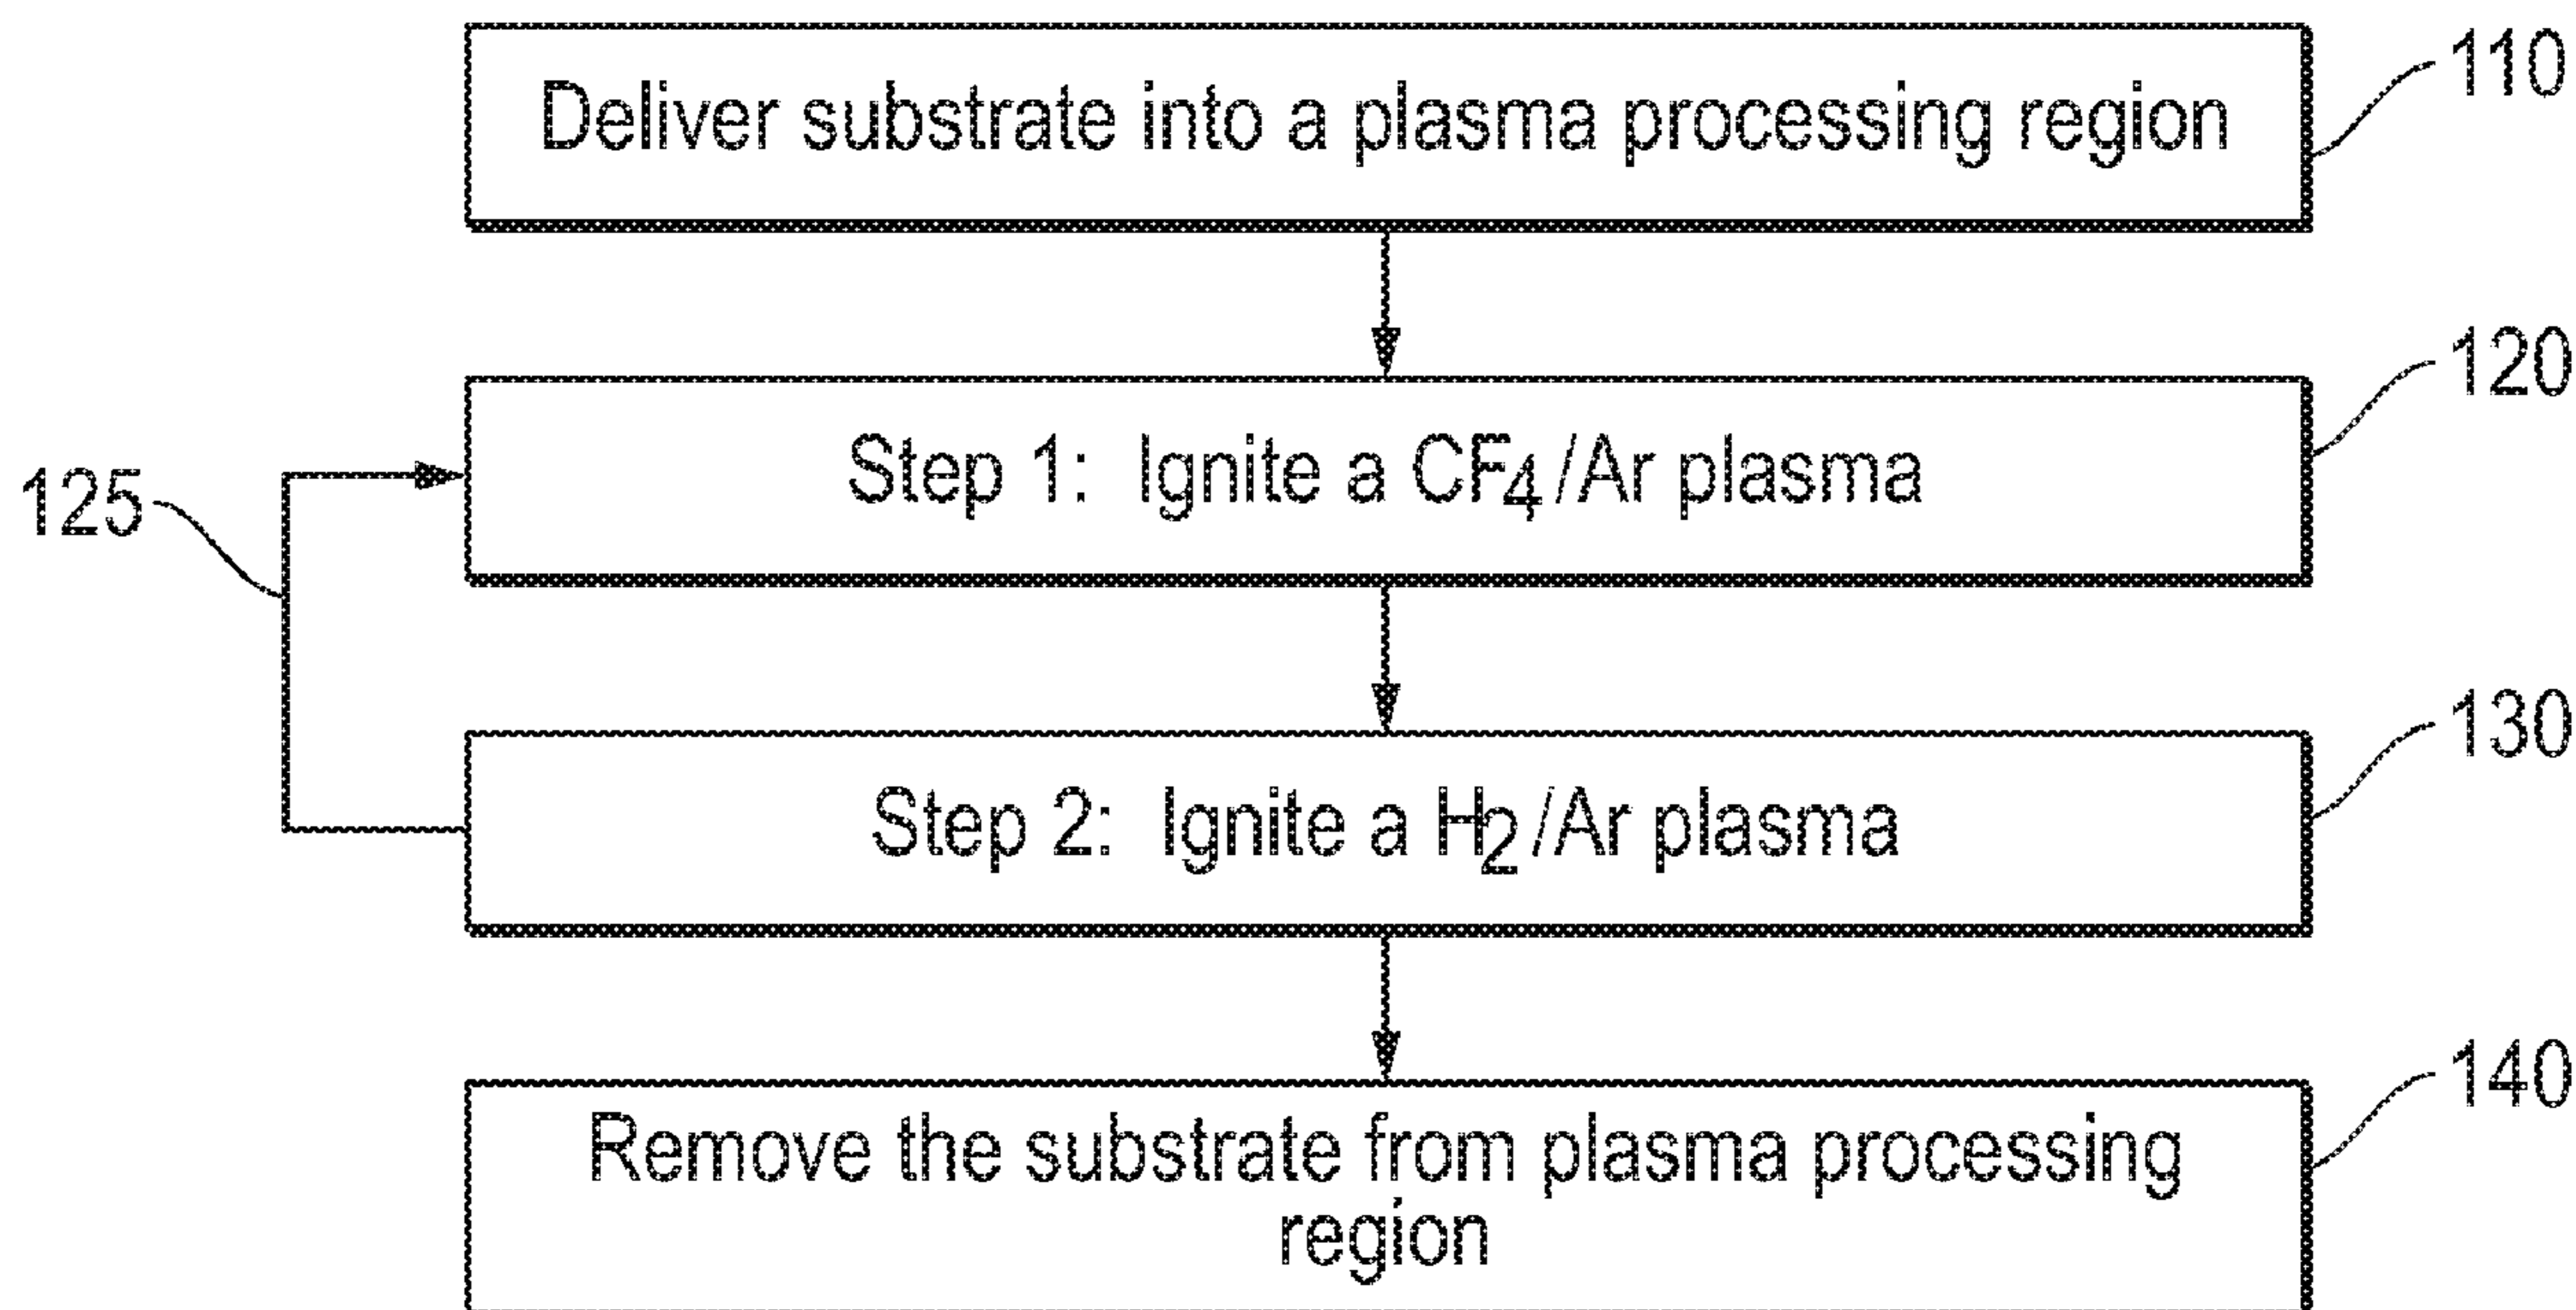 Deliver substrate into a plasma processing region
110
Step 1: Ignite a CF4/Ar plasma
120
125
Step 2: Ignite a H2/Ar plasma
130
Remove the substrate from plasma processing
region
140